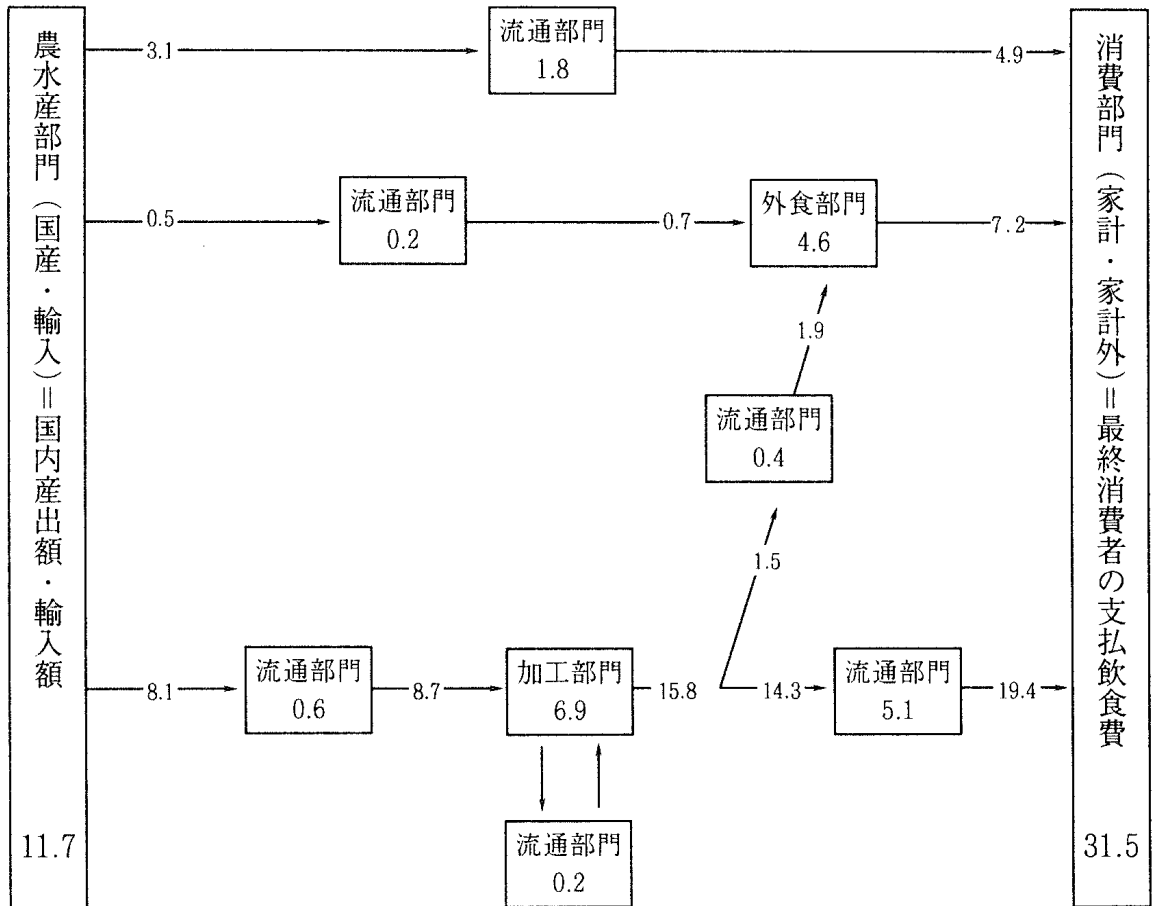 農水産部門（国産・輸入）＝国内産出額・輸入額
11.7
3.1
流通部門
1.8
4.9
0.5
流通部門
0.2
0.7
外食部門
4.6
7.2
1.9
流通部門
0.4
1.5
8.1
流通部門
0.6
8.7
加工部門
6.9
15.8
14.3
流通部門
5.1
19.4
流通部門
0.2
消費部門（家計・家計外）＝最終消費者の支払飲食費
31.5